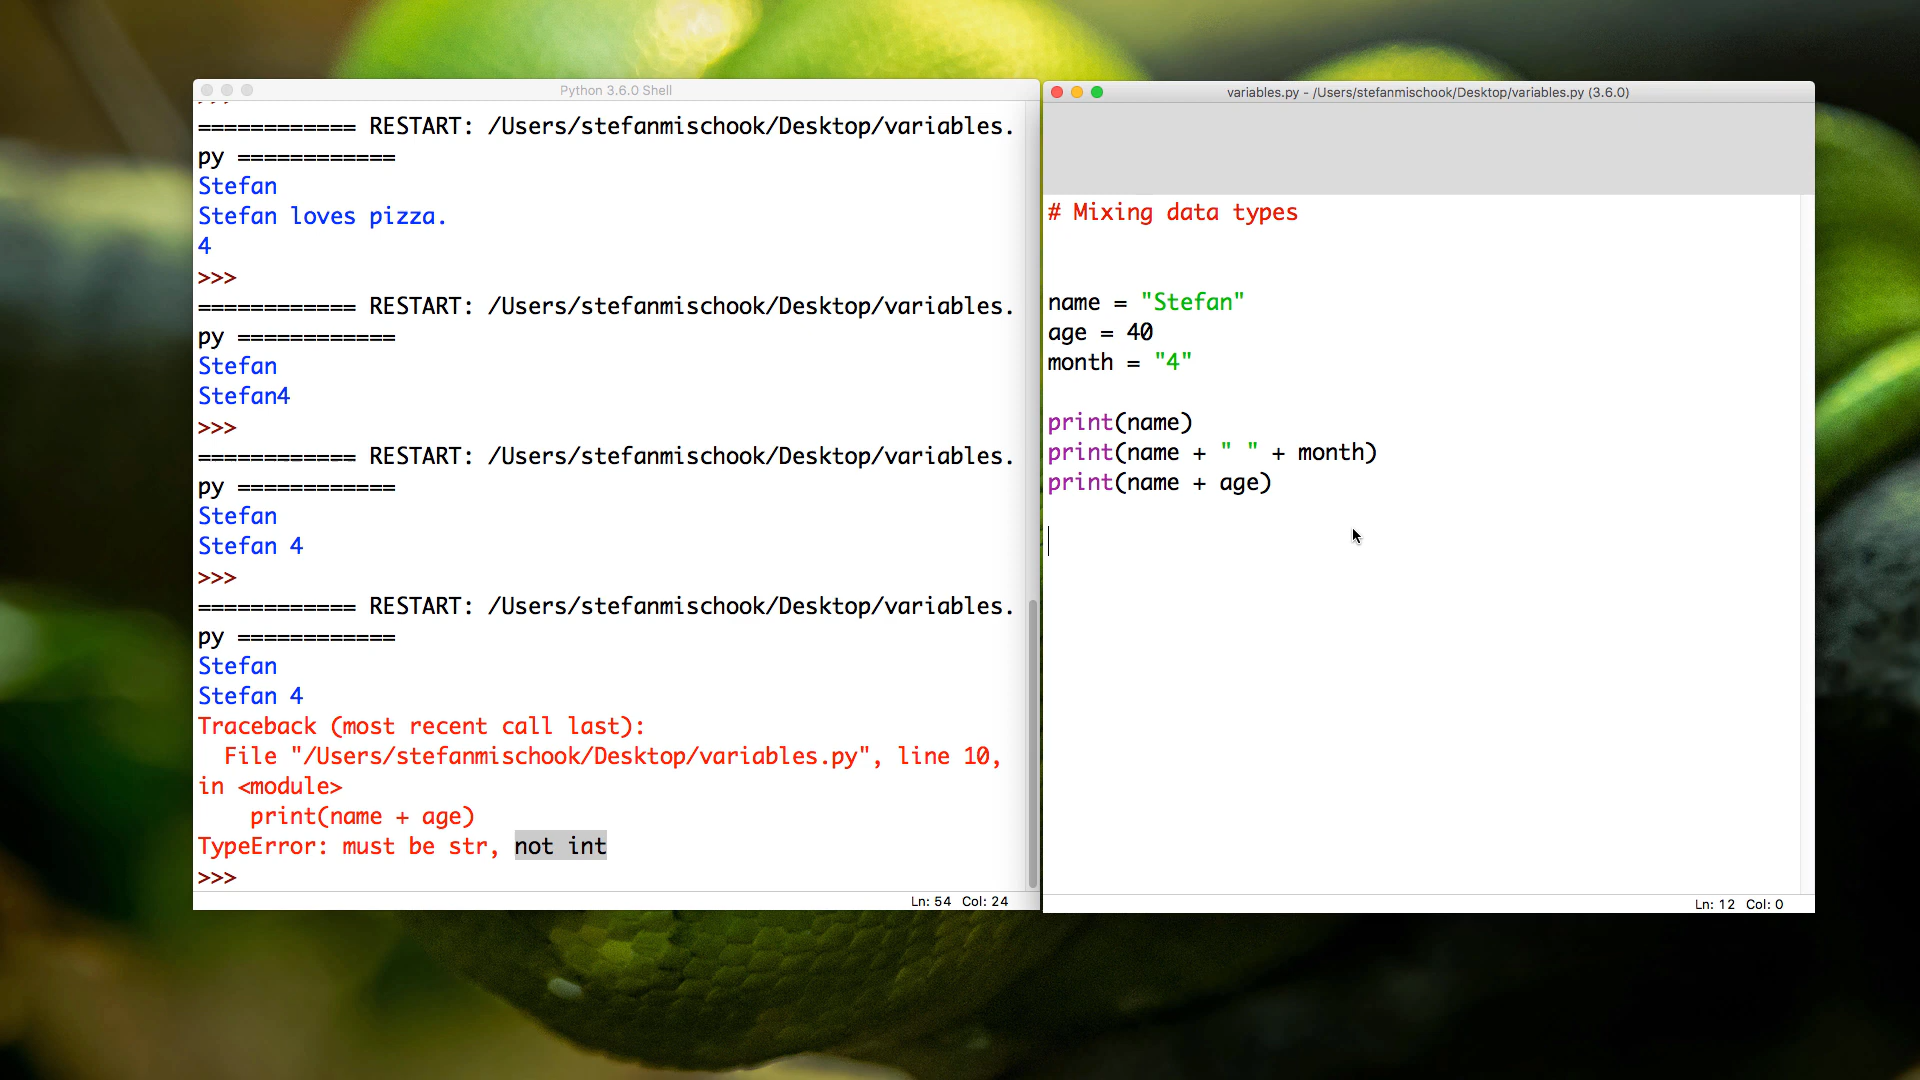 Python 3.6.0 Shell
>>>
============ RESTART: /Users/stefanmischook/Desktop/variables.
py ============
Stefan
Stefan loves pizza.
4
>>>
============ RESTART: /Users/stefanmischook/Desktop/variables.
py ============
Stefan
Stefan4
>>>
============ RESTART: /Users/stefanmischook/Desktop/variables.
py ============
Stefan
Stefan 4
>>>
============ RESTART: /Users/stefanmischook/Desktop/variables.
py ============
Stefan
Stefan 4
Traceback (most recent call last):
  File "/Users/stefanmischook/Desktop/variables.py", line 10,
in <module>
    print(name + age)
TypeError: must be str, not int
>>>
Ln: 54 Col: 24
variables.py - /Users/stefanmischook/Desktop/variables.py (3.6.0)
# Mixing data types
name = "Stefan"
age = 40
month = "4"
print(name)
print(name + " " + month)
print(name + age)
Ln: 12 Col: 0